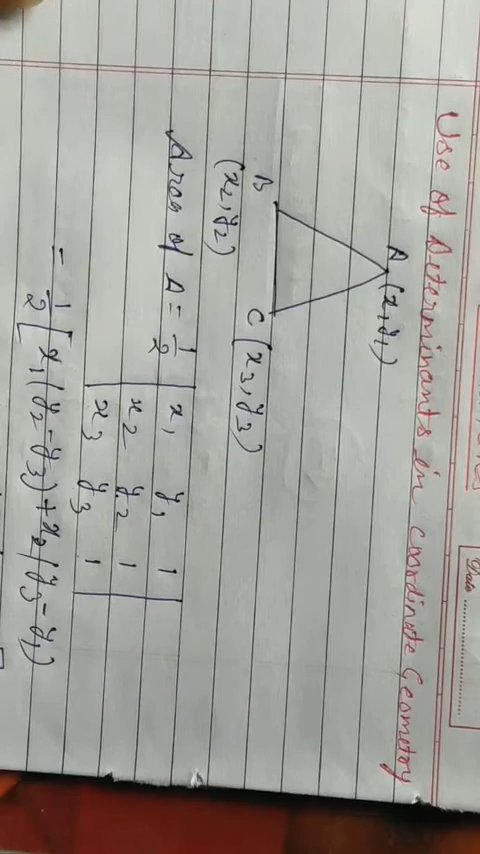 Date
Use of Determinants in Coordinate Geometry
A (x₁, y₁)
B
C (x₃, y₃)
(x₂, y₂)
Area of Δ = 1/2 | x₁ y₁ 1 |
| x₂ y₂ 1 |
| x₃ y₃ 1 |
= 1/2 [ x₁(y₂-y₃) + x₂(y₃-y₁)